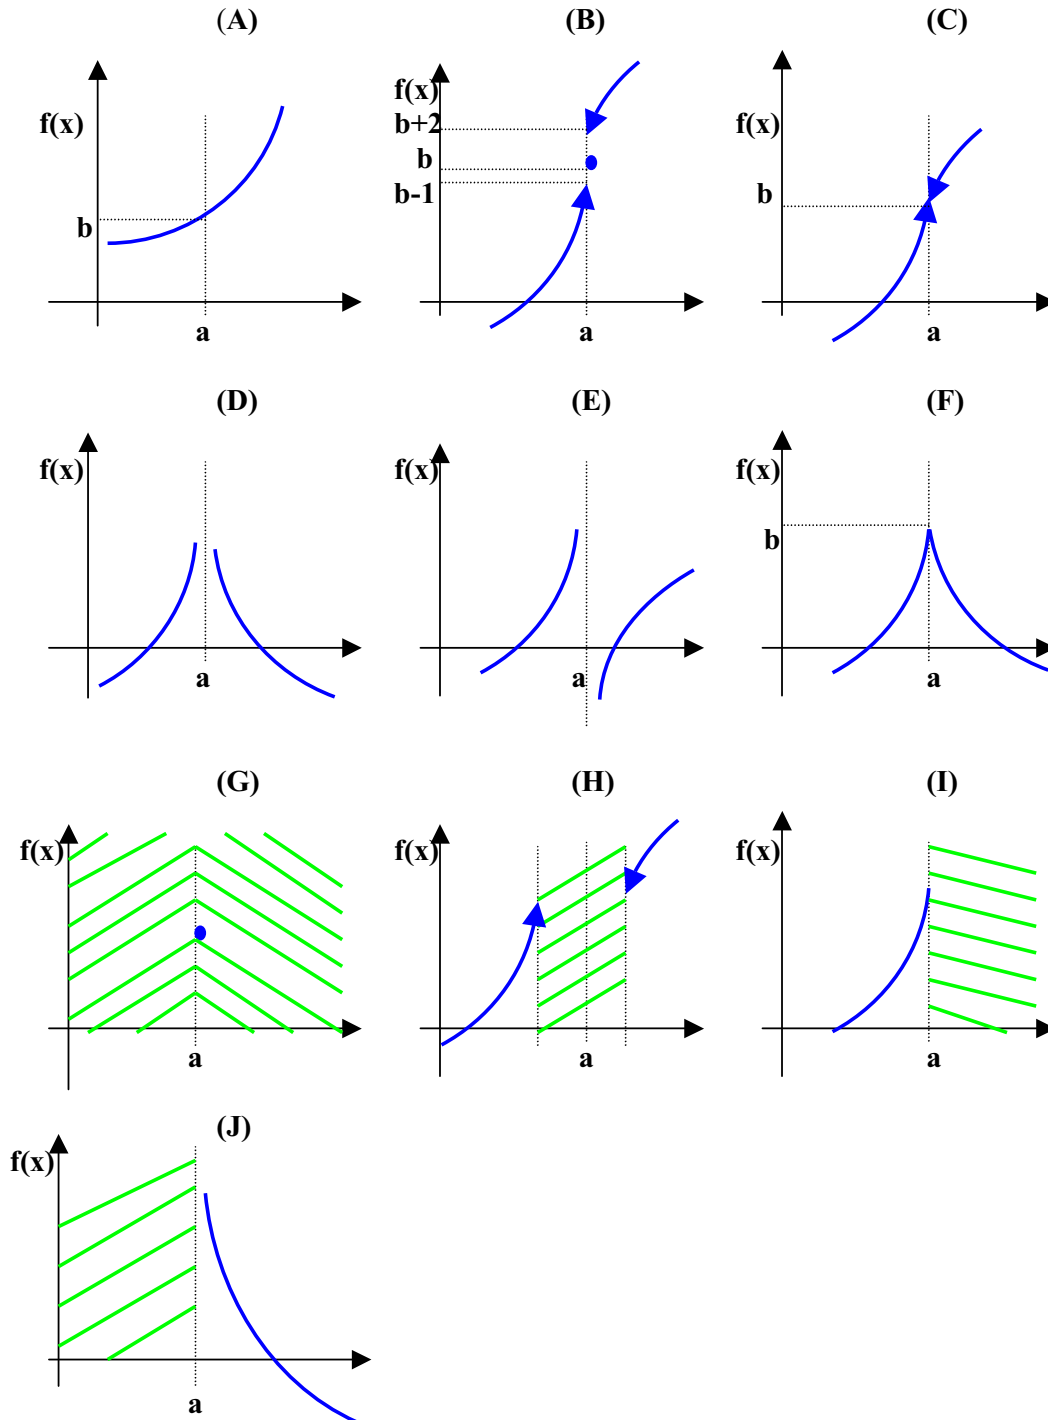 (A) (B) (C)
f(x) f(x) f(x)
b+2
b b b
b-1
a a a
(D) (E) (F)
f(x) f(x) f(x)
b
a a a
(G) (H) (I)
f(x) f(x) f(x)
a a a
(J)
f(x)
a